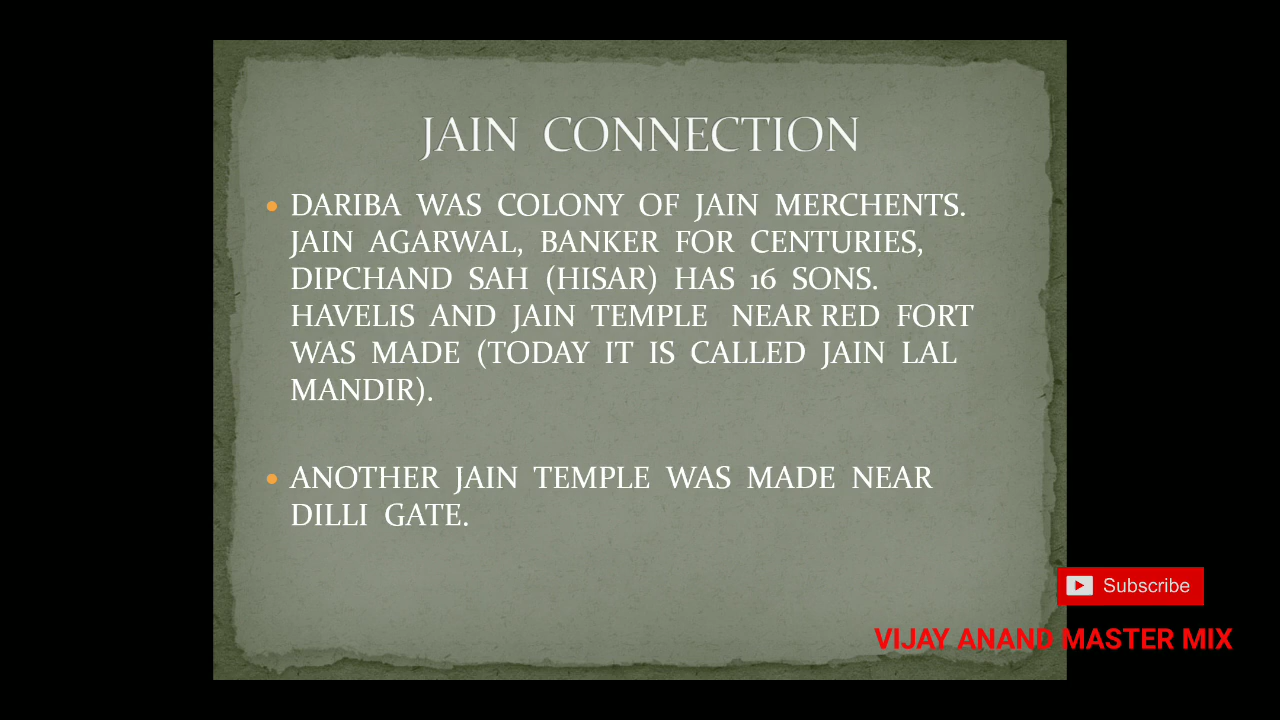 JAIN CONNECTION
• DARIBA WAS COLONY OF JAIN MERCHENTS.
JAIN AGARWAL, BANKER FOR CENTURIES,
DIPCHAND SAH (HISAR) HAS 16 SONS.
HAVELIS AND JAIN TEMPLE NEAR RED FORT
WAS MADE (TODAY IT IS CALLED JAIN LAL
MANDIR).
• ANOTHER JAIN TEMPLE WAS MADE NEAR
DILLI GATE.
Subscribe
VIJAY ANAND MASTER MIX